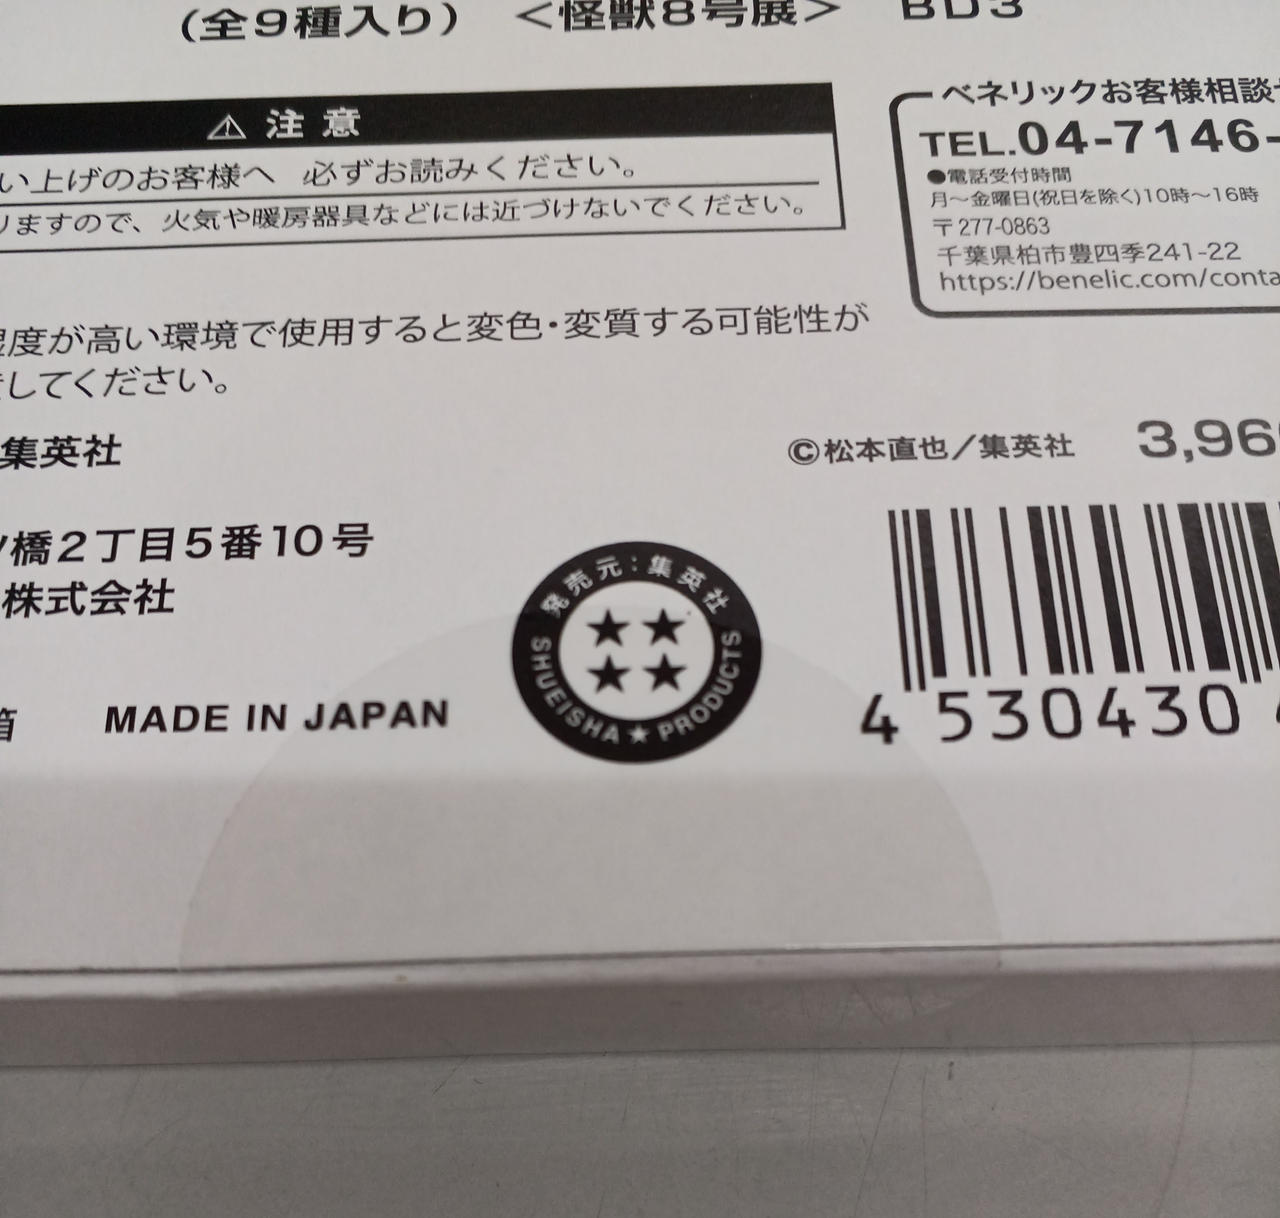 (全9種入り) <怪獣8号展> BD3
⚠ 注意
い上げのお客様へ 必ずお読みください。
りますので、火気や暖房器具などには近づけないでください。
ベネリックお客様相談
TEL.04-7146-
●電話受付時間
月〜金曜日(祝日を除く)10時〜16時
〒277-0863
千葉県柏市豊四季241-22
https://benelic.com/conta
湿度が高い環境で使用すると変色・変質する可能性が
してください。
集英社
©松本直也／集英社 3,96
ツ橋2丁目5番10号
株式会社
発売元:集英社
SHUEISHA★PRODUCTS
箱 MADE IN JAPAN
4 530430